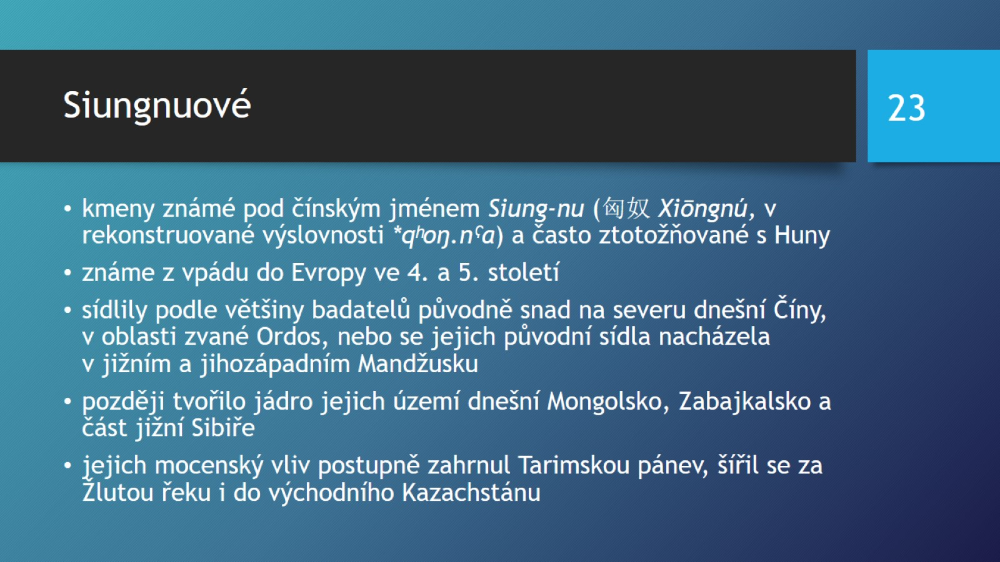 Siungnuové
23
• kmeny známé pod čínským jménem Siung-nu (匈奴 Xiōngnú, v
rekonstruované výslovnosti *qʰoŋ.nˤa) a často ztotožňované s Huny
• známe z vpádu do Evropy ve 4. a 5. století
• sídlily podle většiny badatelů původně snad na severu dnešní Číny,
v oblasti zvané Ordos, nebo se jejich původní sídla nacházela
v jižním a jihozápadním Mandžusku
• později tvořilo jádro jejich území dnešní Mongolsko, Zabajkalsko a
část jižní Sibiře
• jejich mocenský vliv postupně zahrnul Tarimskou pánev, šířil se za
Žlutou řeku i do východního Kazachstánu